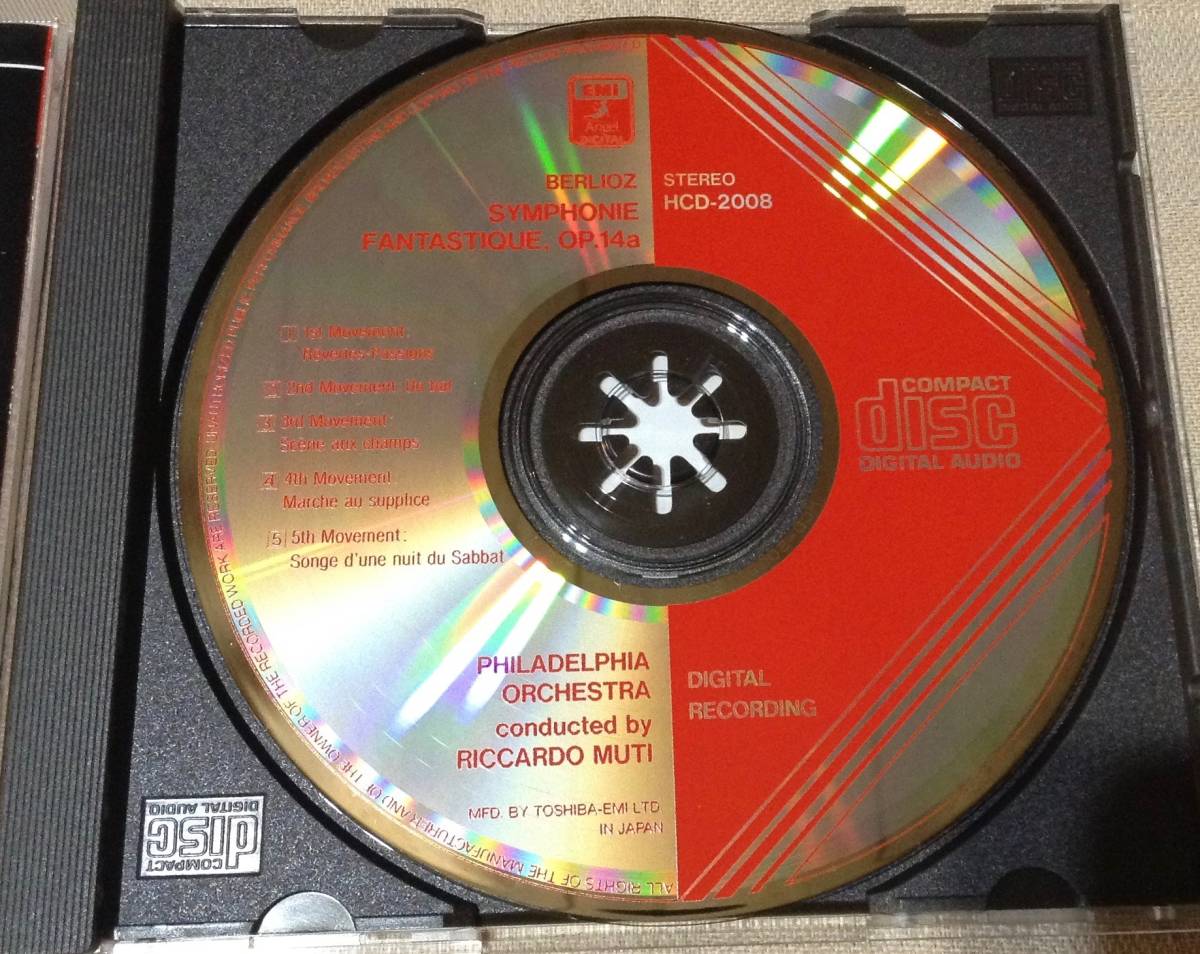 EMI
Angel
DIGITAL
BERLIOZ
SYMPHONIE
FANTASTIQUE, OP.14a
STEREO
HCD-2008
1 1st Movement:
Rêveries-Passions
2 2nd Movement: Un bal
3 3rd Movement:
Scène aux champs
4 4th Movement:
Marche au supplice
5 5th Movement:
Songe d'une nuit du Sabbat
COMPACT
disc
DIGITAL AUDIO
PHILADELPHIA
ORCHESTRA
conducted by
RICCARDO MUTI
DIGITAL
RECORDING
MFD. BY TOSHIBA-EMI LTD.
IN JAPAN
ALL RIGHTS OF THE MANUFACTURER AND OF THE OWNER OF THE RECORDED WORK ARE RESERVED
COMPACT
disc
DIGITAL AUDIO
disc
DIGITAL AUDIO